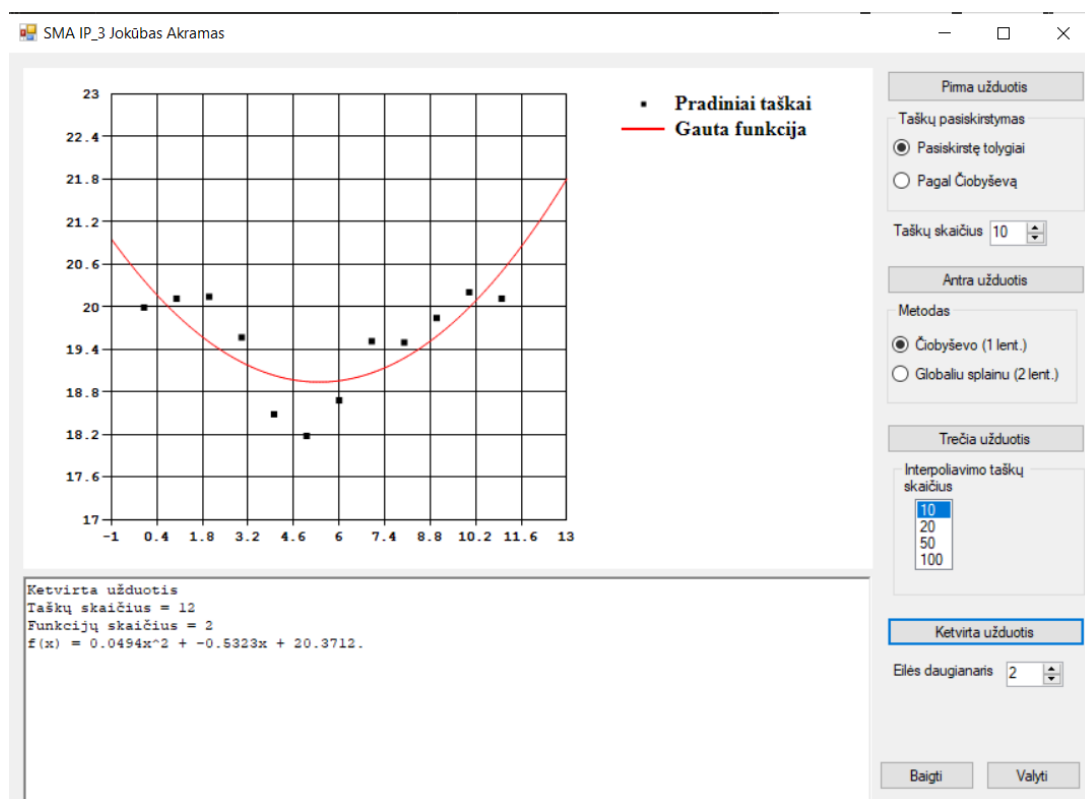 SMA IP_3 Jokūbas Akramas
23
22.4
21.8
21.2
20.6
20
19.4
18.8
18.2
17.6
17
-1 0.4 1.8 3.2 4.6 6 7.4 8.8 10.2 11.6 13
Pradiniai taškai
Gauta funkcija
Ketvirta užduotis
Taškų skaičius = 12
Funkcijų skaičius = 2
f(x) = 0.0494x^2 + -0.5323x + 20.3712.
Pirma užduotis
Taškų pasiskirstymas
Pasiskirstę tolygiai
Pagal Čiobyševą
Taškų skaičius 10
Antra užduotis
Metodas
Čiobyševo (1 lent.)
Globaliu splainu (2 lent.)
Trečia užduotis
Interpoliavimo taškų
skaičius
10
20
50
100
Ketvirta užduotis
Eilės daugianaris 2
Baigti Valyti